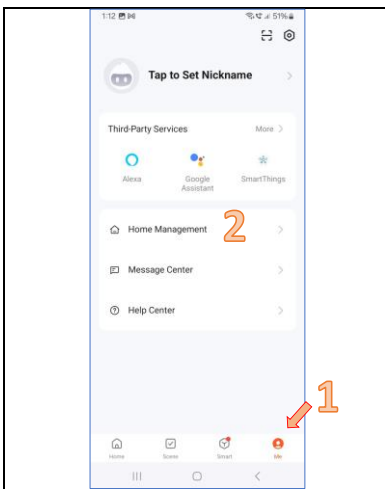 1:12 51%
Tap to Set Nickname
Third-Party Services More
Alexa Google Assistant SmartThings
Home Management 2
Message Center
Help Center
1
Home Scene Smart Me